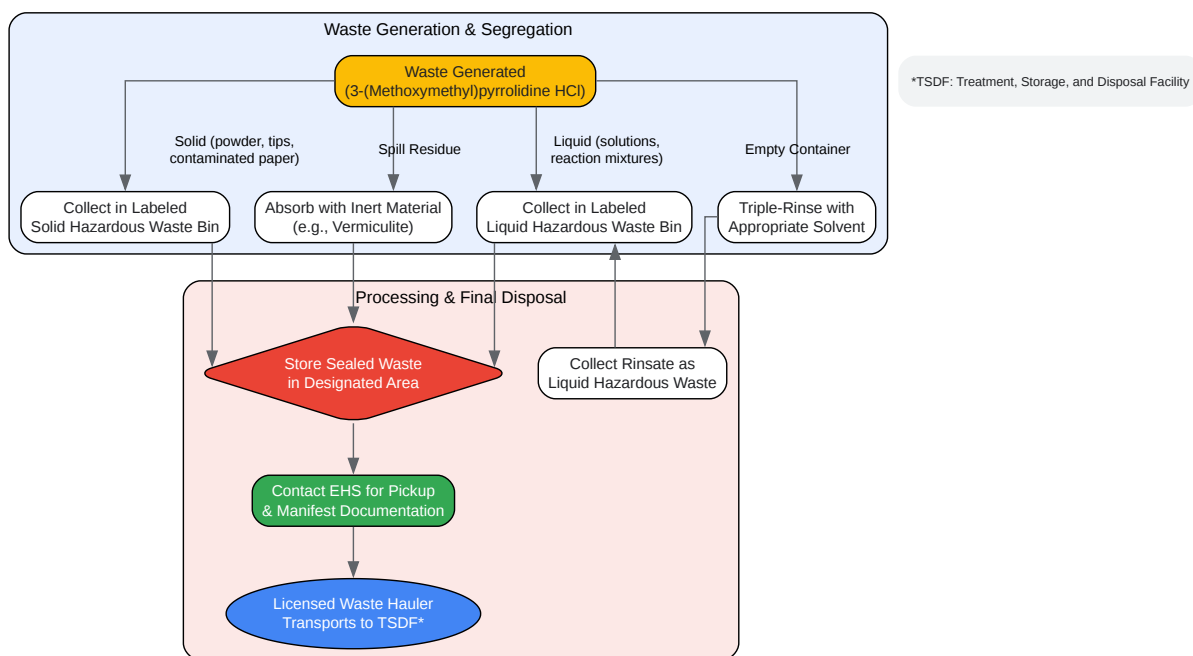 Waste Generation & Segregation
Waste Generated
(3-(Methoxymethyl)pyrrolidine HCl)
*TSDF: Treatment, Storage, and Disposal Facility
Solid (powder, tips,
contaminated paper)
Spill Residue
Liquid (solutions,
reaction mixtures)
Empty Container
Collect in Labeled
Solid Hazardous Waste Bin
Absorb with Inert Material
(e.g., Vermiculite)
Collect in Labeled
Liquid Hazardous Waste Bin
Triple-Rinse with
Appropriate Solvent
Processing & Final Disposal
Store Sealed Waste
in Designated Area
Collect Rinsate as
Liquid Hazardous Waste
Contact EHS for Pickup
& Manifest Documentation
Licensed Waste Hauler
Transports to TSDF*